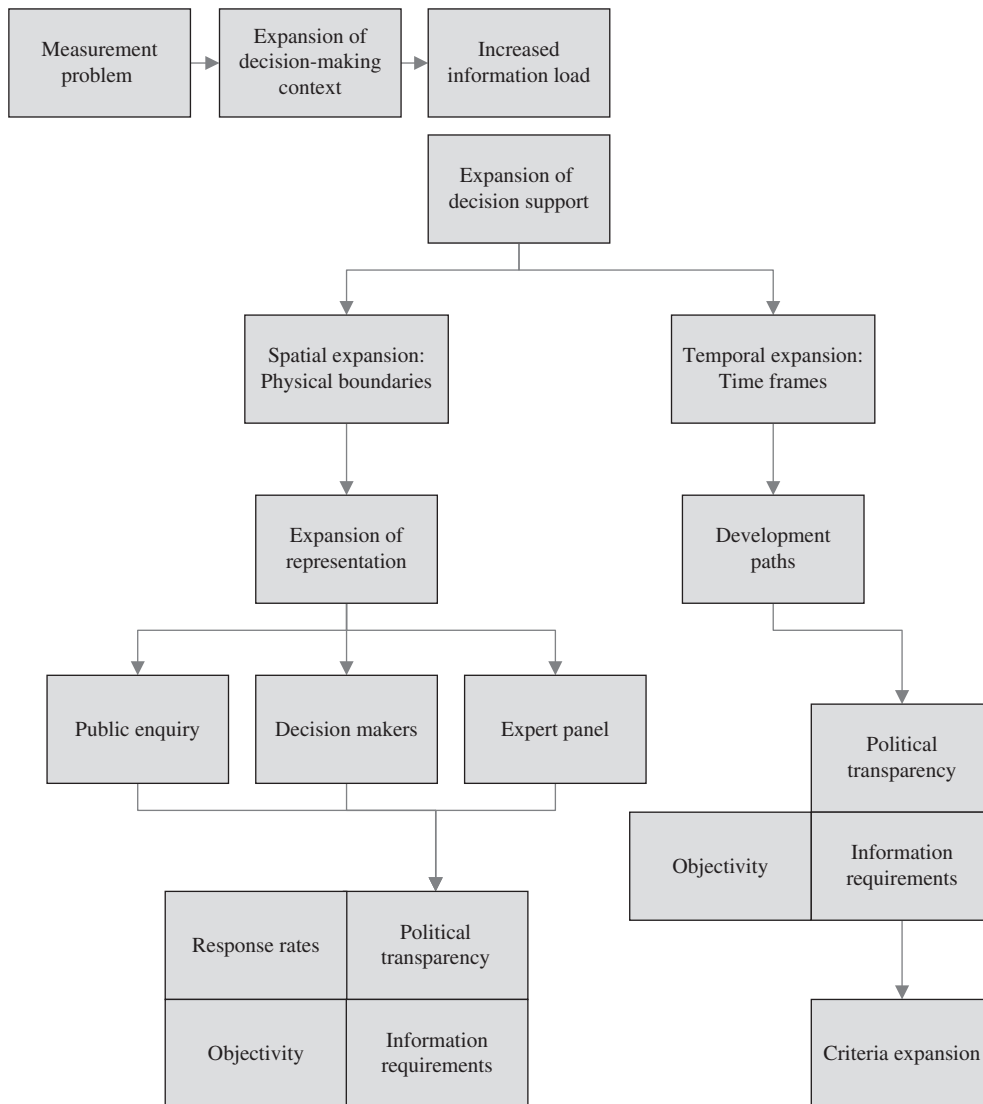 Measurement
problem
Expansion of
decision-making
context
Increased
information load
Expansion of
decision support
Spatial expansion:
Physical boundaries
Temporal expansion:
Time frames
Expansion of
representation
Development
paths
Public enquiry
Decision makers
Expert panel
Political
transparency
Objectivity
Information
requirements
Response rates
Political
transparency
Objectivity
Information
requirements
Criteria expansion